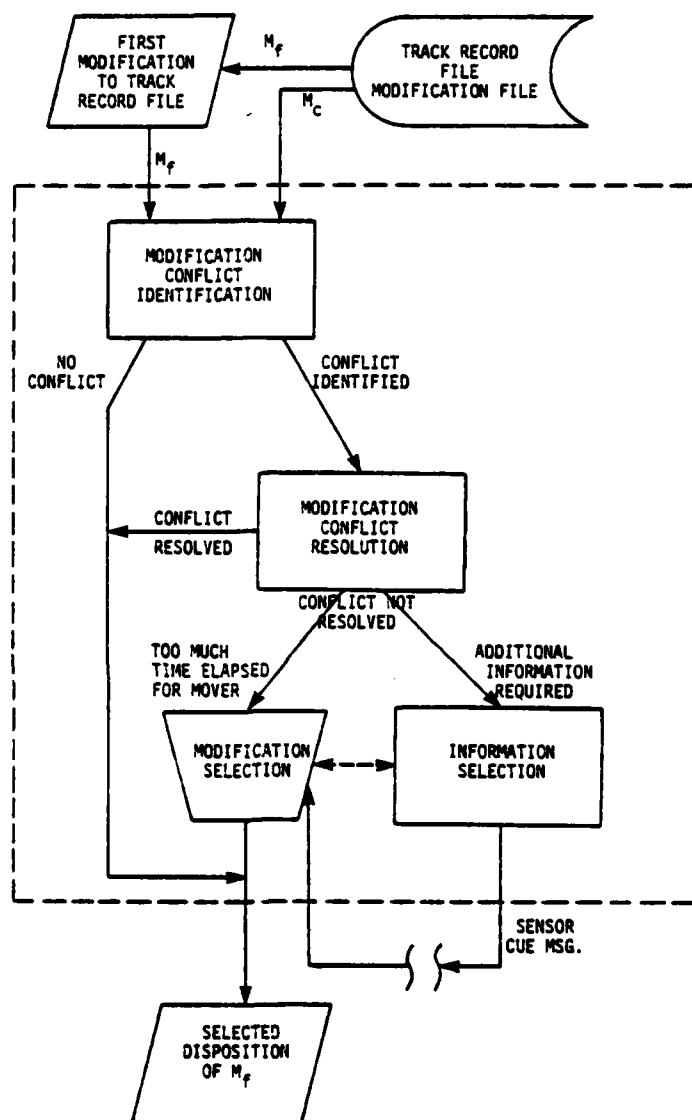 FIRST
MODIFICATION
TO TRACK
RECORD FILE
M_f
TRACK RECORD
FILE
MODIFICATION FILE
M_c
M_f
MODIFICATION
CONFLICT
IDENTIFICATION
NO
CONFLICT
CONFLICT
IDENTIFIED
MODIFICATION
CONFLICT
RESOLUTION
CONFLICT
RESOLVED
CONFLICT NOT
RESOLVED
TOO MUCH
TIME ELAPSED
FOR MOVER
ADDITIONAL
INFORMATION
REQUIRED
MODIFICATION
SELECTION
INFORMATION
SELECTION
SENSOR
CUE MSG.
SELECTED
DISPOSITION
OF M_f